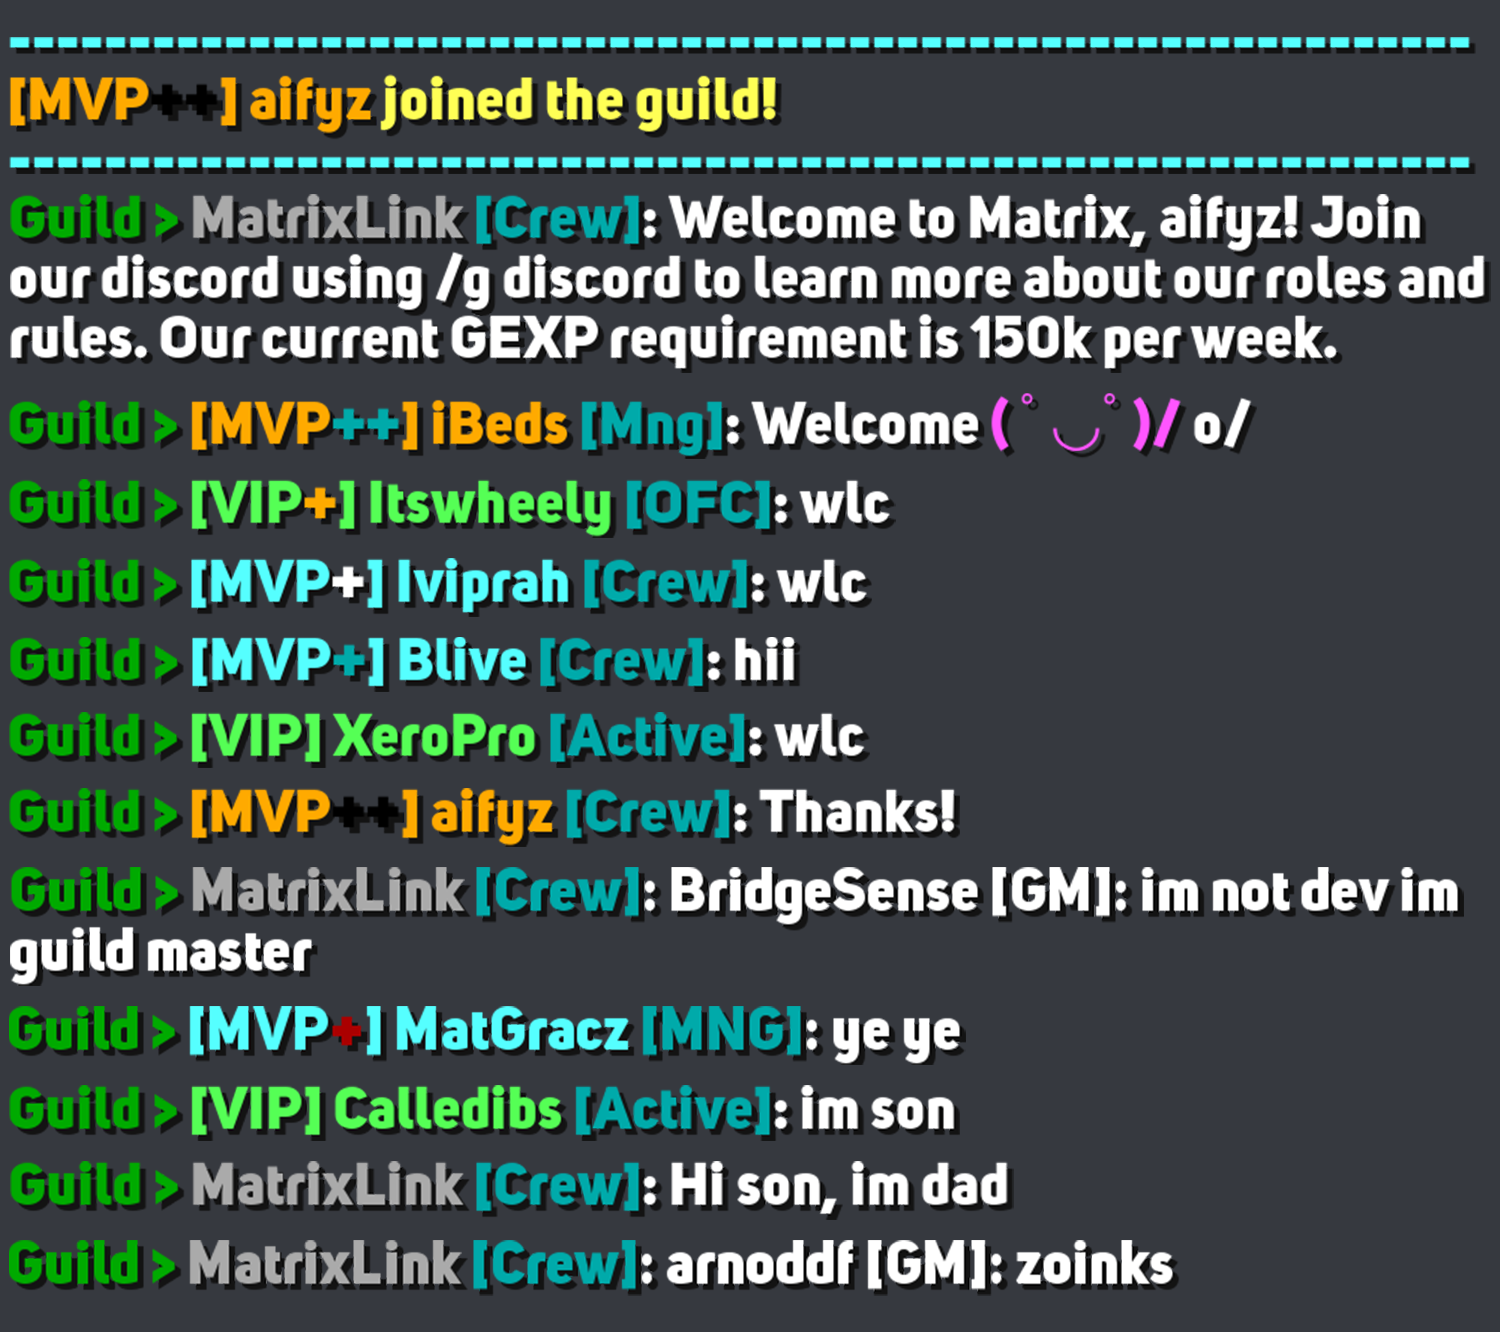 -------------------------------------------------------------
[MVP++] aifyz joined the guild!
-------------------------------------------------------------
Guild > MatrixLink [Crew]: Welcome to Matrix, aifyz! Join
our discord using /g discord to learn more about our roles and
rules. Our current GEXP requirement is 150k per week.
Guild > [MVP++] iBeds [Mng]: Welcome ( ﾟ◡ﾟ)/ o/
Guild > [VIP+] Itswheely [OFC]: wlc
Guild > [MVP+] Iviprah [Crew]: wlc
Guild > [MVP+] Blive [Crew]: hii
Guild > [VIP] XeroPro [Active]: wlc
Guild > [MVP++] aifyz [Crew]: Thanks!
Guild > MatrixLink [Crew]: BridgeSense [GM]: im not dev im
guild master
Guild > [MVP+] MatGracz [MNG]: ye ye
Guild > [VIP] Calledibs [Active]: im son
Guild > MatrixLink [Crew]: Hi son, im dad
Guild > MatrixLink [Crew]: arnoddf [GM]: zoinks